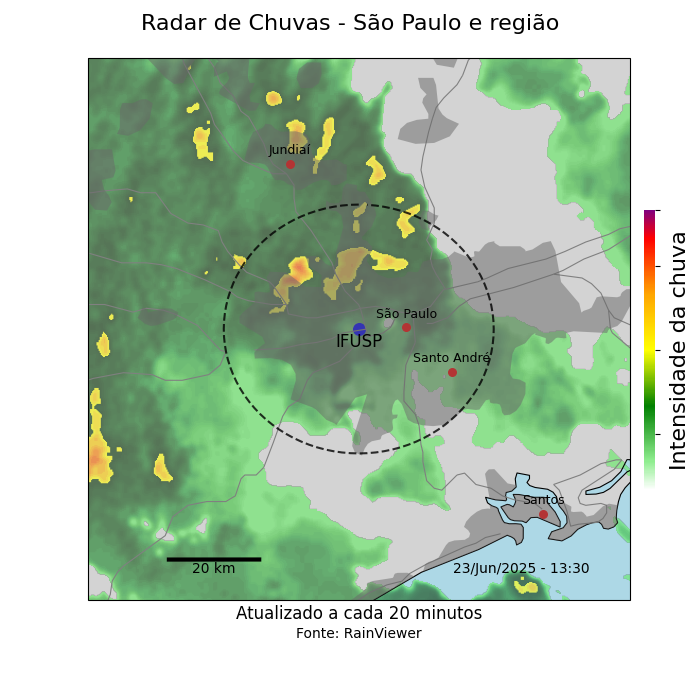 Radar de Chuvas - São Paulo e região
Jundiaí
São Paulo
IFUSP
Santo André
Santos
20 km
23/Jun/2025 - 13:30
Intensidade da chuva
Atualizado a cada 20 minutos
Fonte: RainViewer